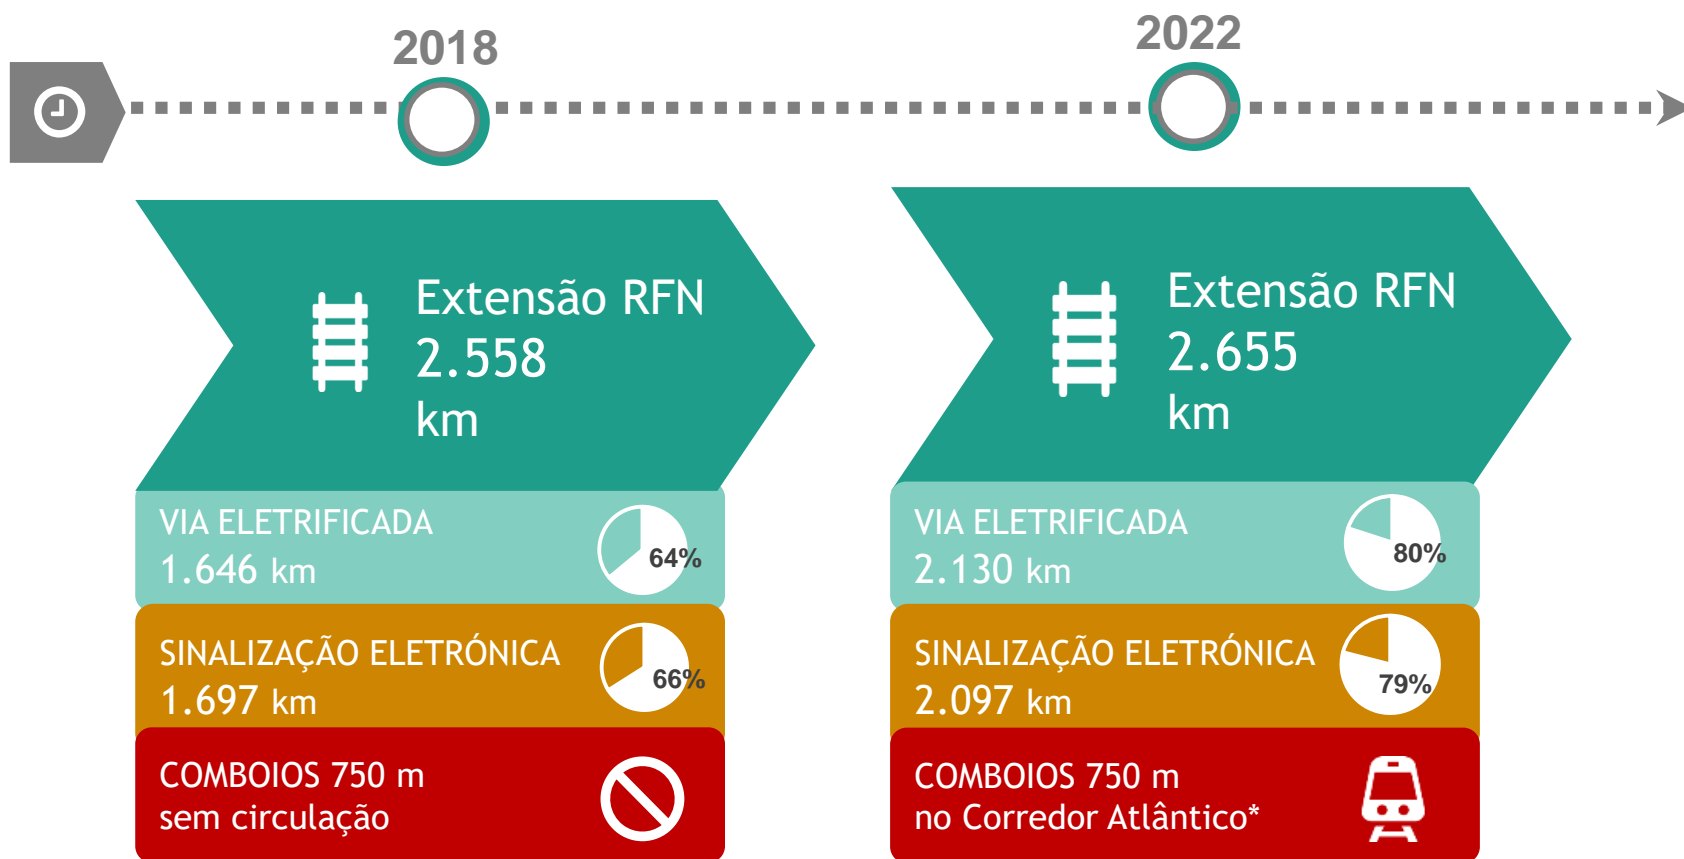 2018
2022
Extensão RFN
2.558
km
VIA ELETRIFICADA
1.646 km
64%
SINALIZAÇÃO ELETRÓNICA
1.697 km
66%
COMBOIOS 750 m
sem circulação
Extensão RFN
2.655
km
VIA ELETRIFICADA
2.130 km
80%
SINALIZAÇÃO ELETRÓNICA
2.097 km
79%
COMBOIOS 750 m
no Corredor Atlântico*